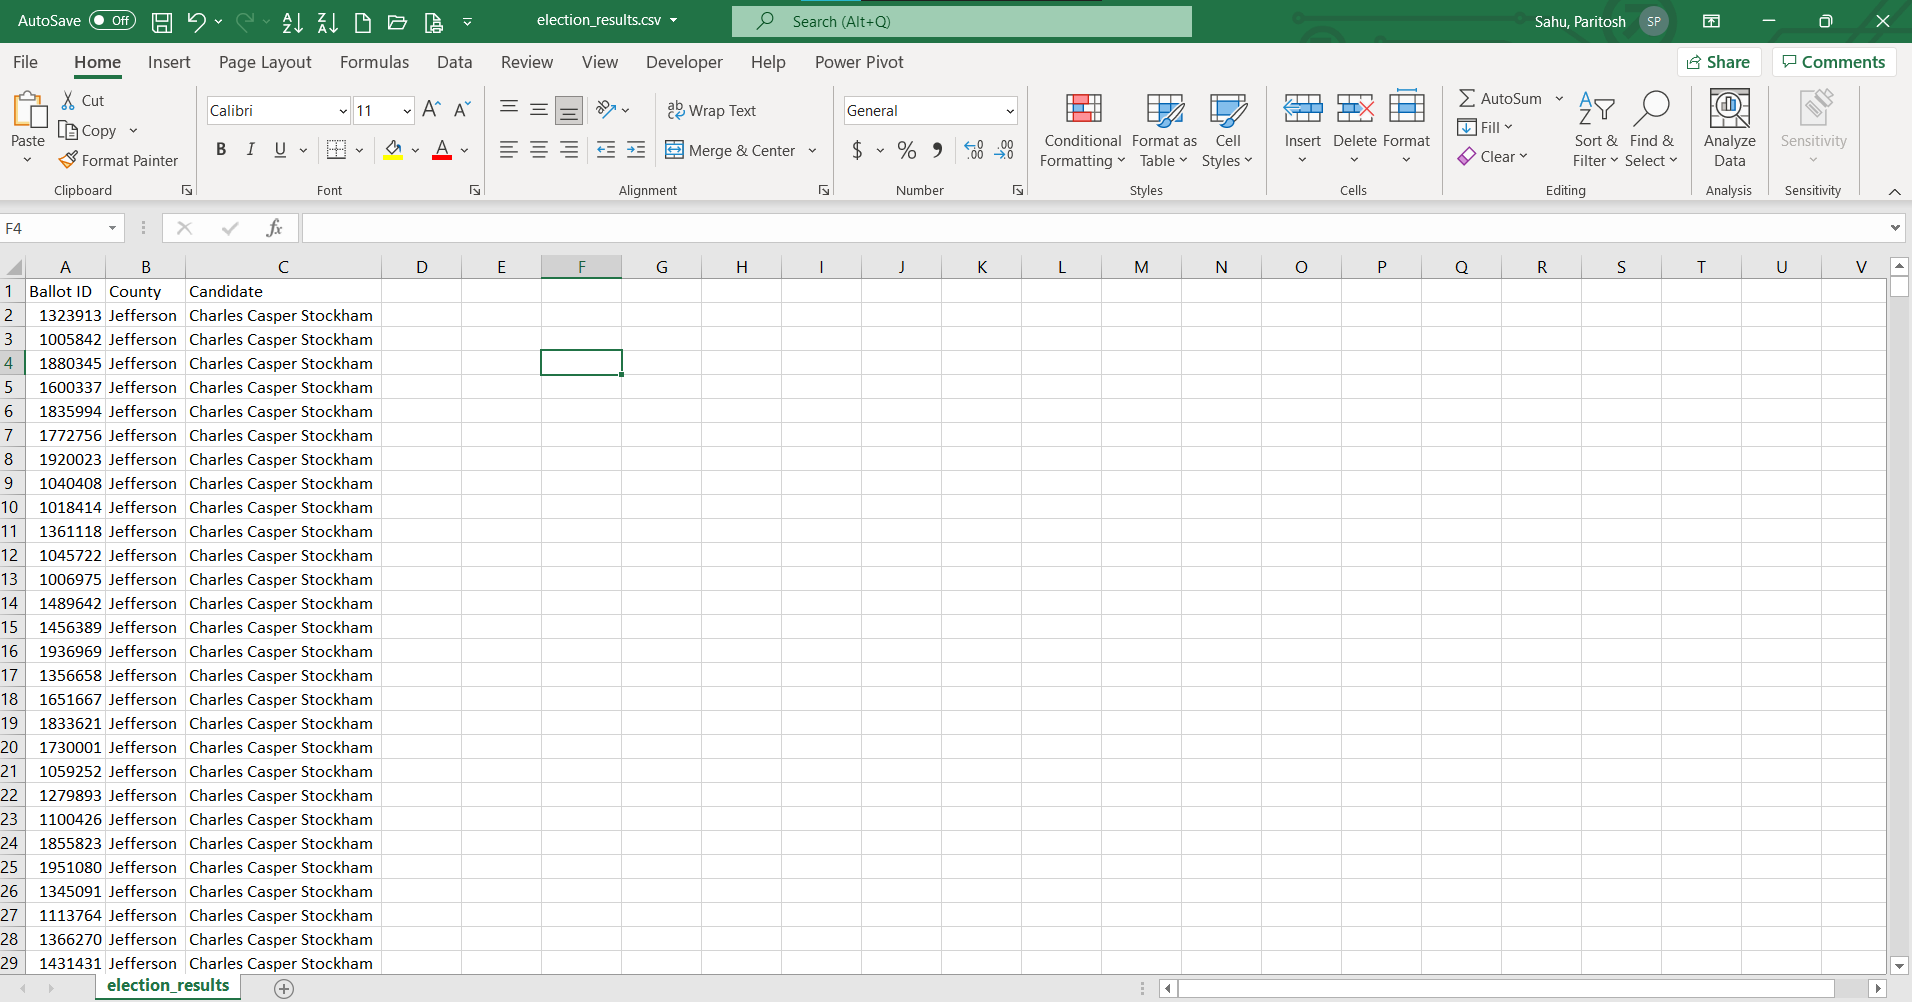 AutoSave Off election_results.csv Search (Alt+Q) Sahu, Paritosh SP
File Home Insert Page Layout Formulas Data Review View Developer Help Power Pivot Share Comments
Paste Cut Copy Format Painter Clipboard
Calibri 11 B I U A Font
ab Wrap Text Merge & Center Alignment
General $ % Number
Conditional Formatting Format as Table Cell Styles Styles
Insert Delete Format Cells
AutoSum Fill Clear Sort & Filter Find & Select Editing
Analyze Data Analysis
Sensitivity Sensitivity
F4 fx
A B C D E F G H I J K L M N O P Q R S T U V
1 Ballot ID County Candidate
2 1323913 Jefferson Charles Casper Stockham
3 1005842 Jefferson Charles Casper Stockham
4 1880345 Jefferson Charles Casper Stockham
5 1600337 Jefferson Charles Casper Stockham
6 1835994 Jefferson Charles Casper Stockham
7 1772756 Jefferson Charles Casper Stockham
8 1920023 Jefferson Charles Casper Stockham
9 1040408 Jefferson Charles Casper Stockham
10 1018414 Jefferson Charles Casper Stockham
11 1361118 Jefferson Charles Casper Stockham
12 1045722 Jefferson Charles Casper Stockham
13 1006975 Jefferson Charles Casper Stockham
14 1489642 Jefferson Charles Casper Stockham
15 1456389 Jefferson Charles Casper Stockham
16 1936969 Jefferson Charles Casper Stockham
17 1356658 Jefferson Charles Casper Stockham
18 1651667 Jefferson Charles Casper Stockham
19 1833621 Jefferson Charles Casper Stockham
20 1730001 Jefferson Charles Casper Stockham
21 1059252 Jefferson Charles Casper Stockham
22 1279893 Jefferson Charles Casper Stockham
23 1100426 Jefferson Charles Casper Stockham
24 1855823 Jefferson Charles Casper Stockham
25 1951080 Jefferson Charles Casper Stockham
26 1345091 Jefferson Charles Casper Stockham
27 1113764 Jefferson Charles Casper Stockham
28 1366270 Jefferson Charles Casper Stockham
29 1431431 Jefferson Charles Casper Stockham
election_results